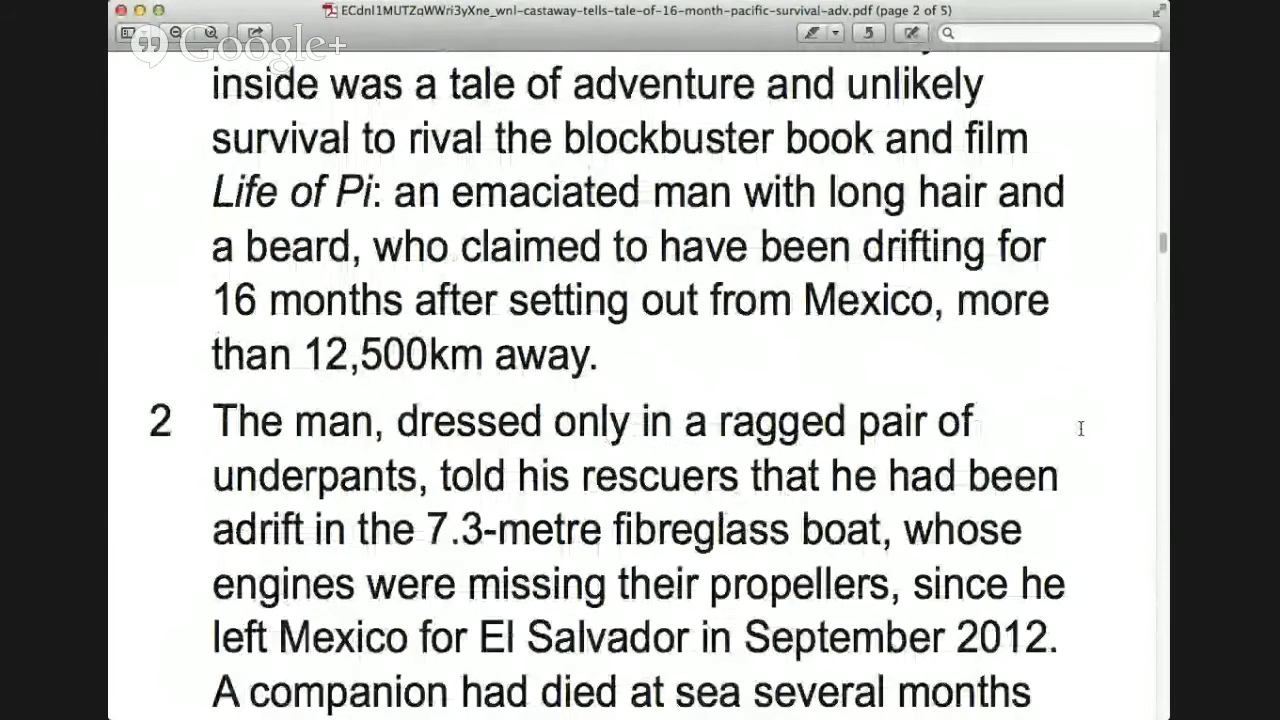 ECdnl1MUTZqWWri3yXne_wnl-castaway-tells-tale-of-16-month-pacific-survival-adv.pdf (page 2 of 5)
Google+
inside was a tale of adventure and unlikely
survival to rival the blockbuster book and film
Life of Pi: an emaciated man with long hair and
a beard, who claimed to have been drifting for
16 months after setting out from Mexico, more
than 12,500km away.
2 The man, dressed only in a ragged pair of
underpants, told his rescuers that he had been
adrift in the 7.3-metre fibreglass boat, whose
engines were missing their propellers, since he
left Mexico for El Salvador in September 2012.
A companion had died at sea several months